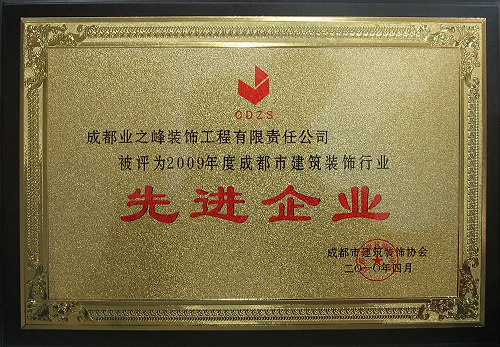 CDZS
成都业之峰装饰工程有限责任公司
被评为2009年度成都市建筑装饰行业
先进企业
成都市建筑装饰协会
二〇一〇年四月